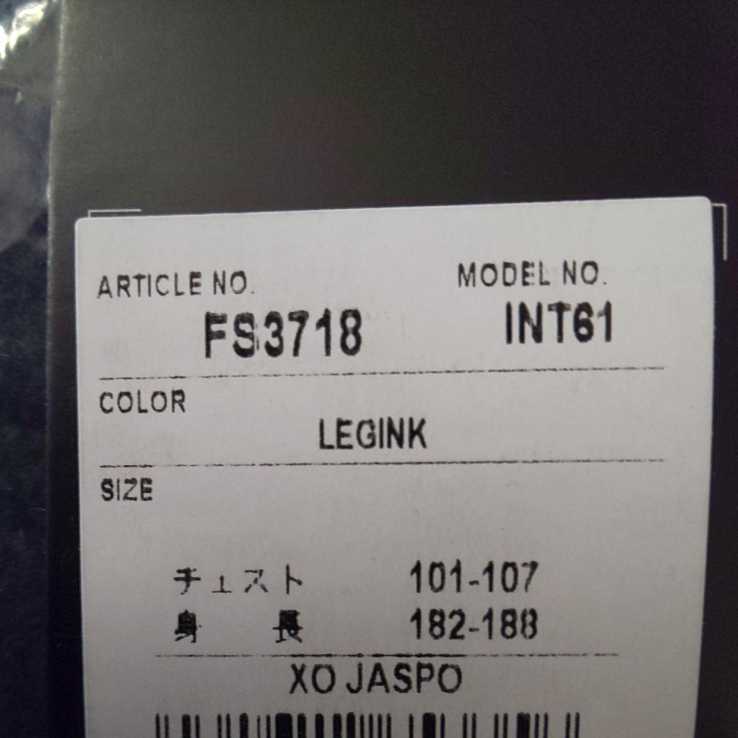 ARTICLE NO. MODEL NO.
FS3718 INT61
COLOR
LEGINK
SIZE
チェスト 101-107
身長 182-188
XO JASPO